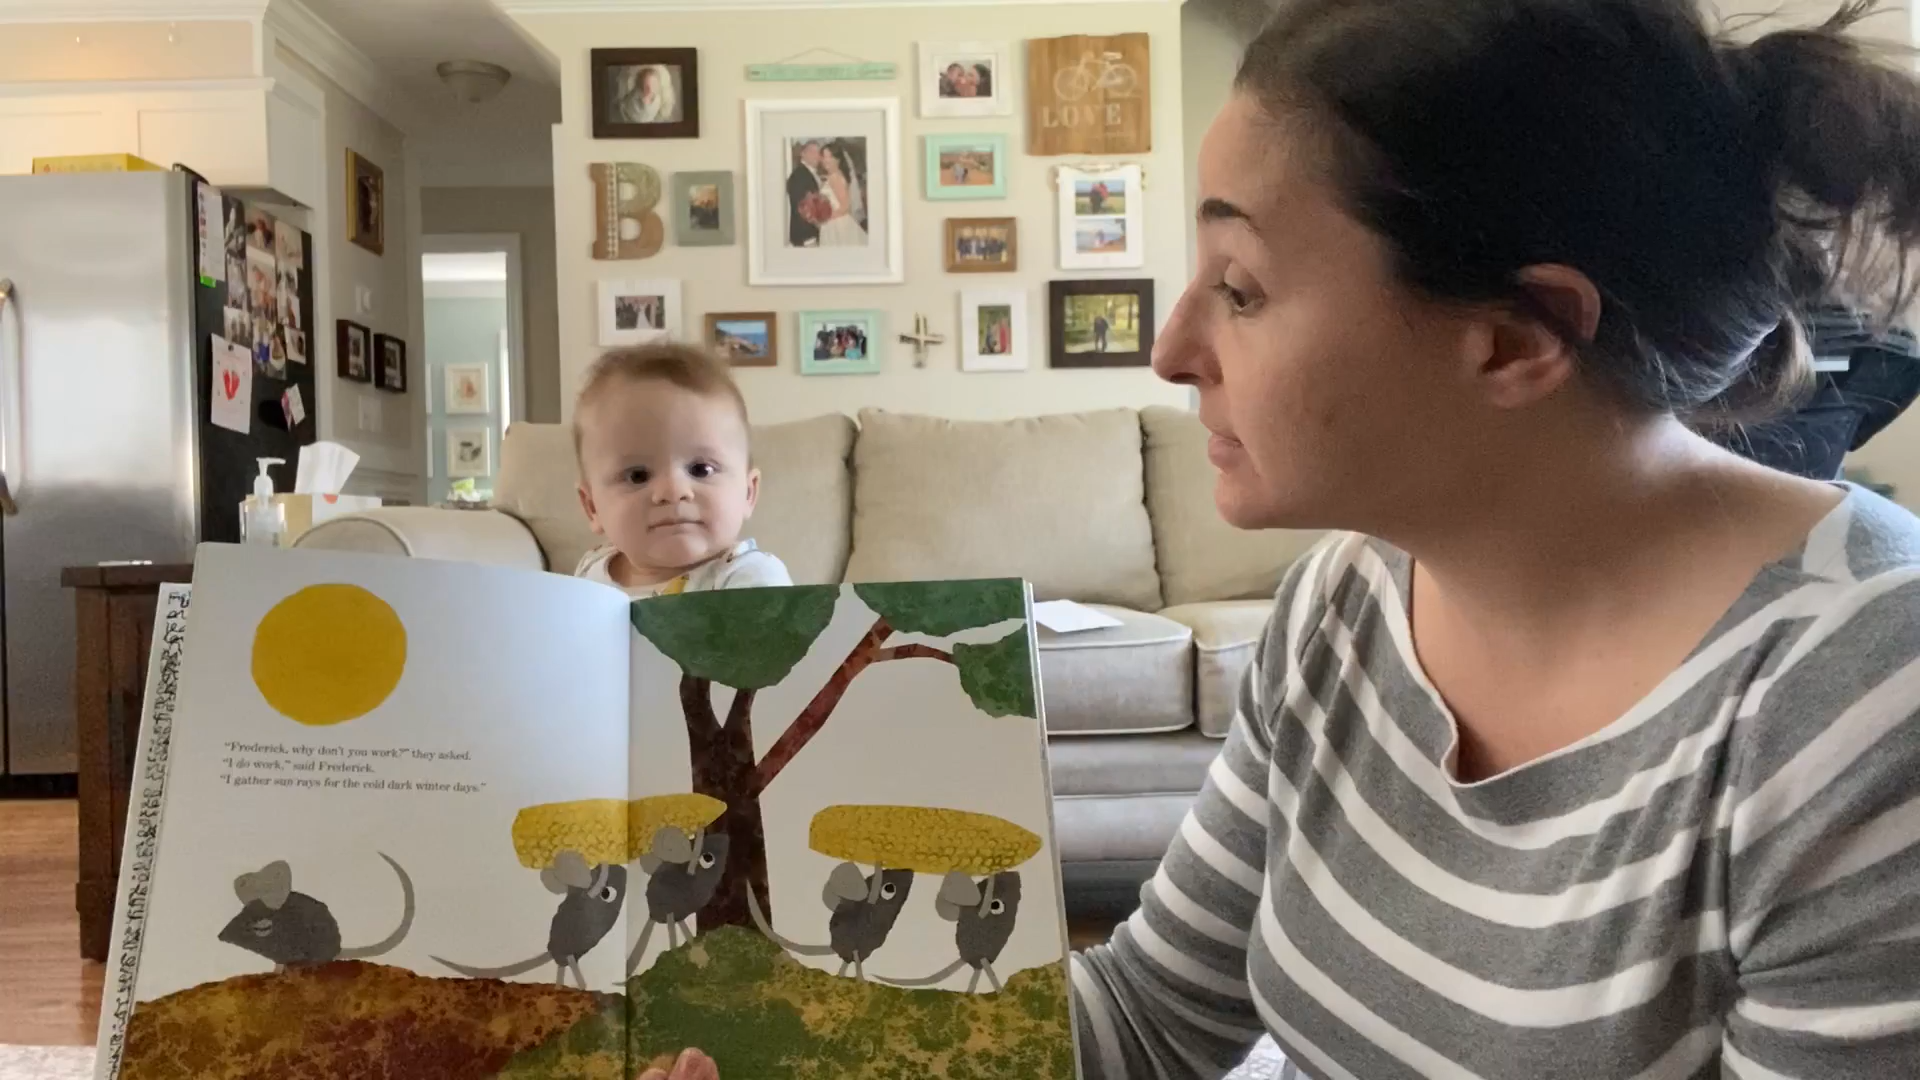 LOVE
B
"Frederick, why don't you work?" they asked.
"I do work," said Frederick.
"I gather sun rays for the cold dark winter days."